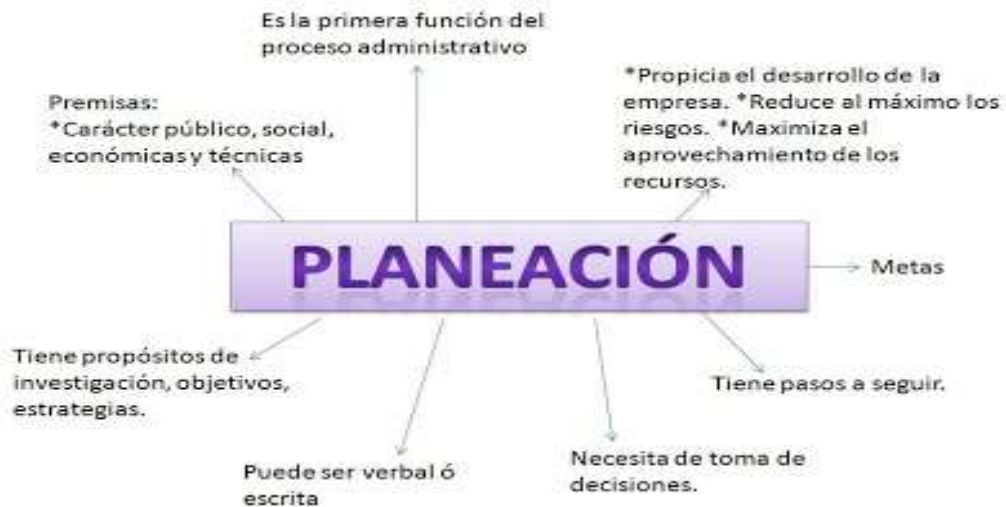 Es la primera función del
proceso administrativo
Premisas:
*Carácter público, social,
económicas y técnicas
*Propicia el desarrollo de la
empresa. *Reduce al máximo los
riesgos. *Maximiza el
aprovechamiento de los
recursos.
PLANEACIÓN
Metas
Tiene propósitos de
investigación, objetivos,
estrategias.
Tiene pasos a seguir.
Puede ser verbal ó
escrita
Necesita de toma de
decisiones.